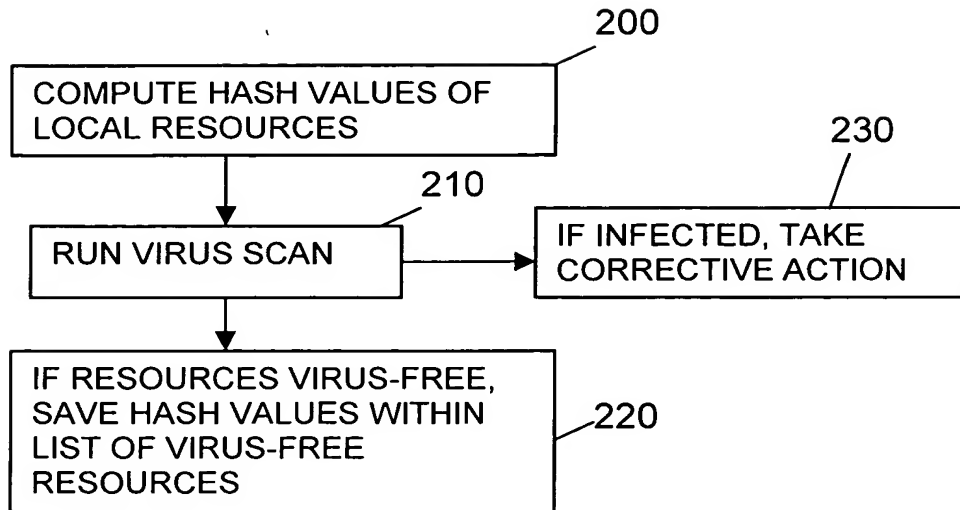 200
COMPUTE HASH VALUES OF
LOCAL RESOURCES
230
210
RUN VIRUS SCAN
IF INFECTED, TAKE
CORRECTIVE ACTION
IF RESOURCES VIRUS-FREE,
SAVE HASH VALUES WITHIN
LIST OF VIRUS-FREE
RESOURCES
220